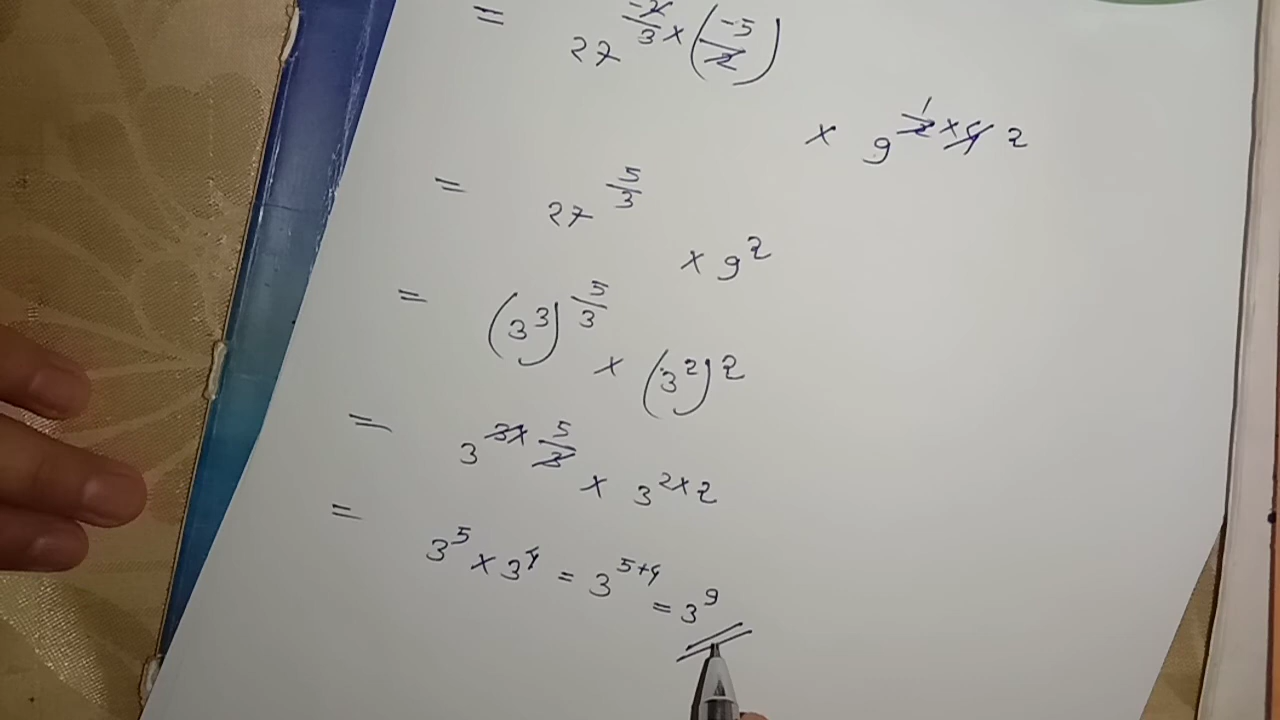 = 27^(-2/3 × (-5/2)) × 9^(1/2 × 4 2)
= 27^(5/3) × 9^2
= (3^3)^(5/3) × (3^2)^2
= 3^(3 × 5/3) × 3^(2×2)
= 3^5 × 3^4 = 3^(5+4) = 3^9